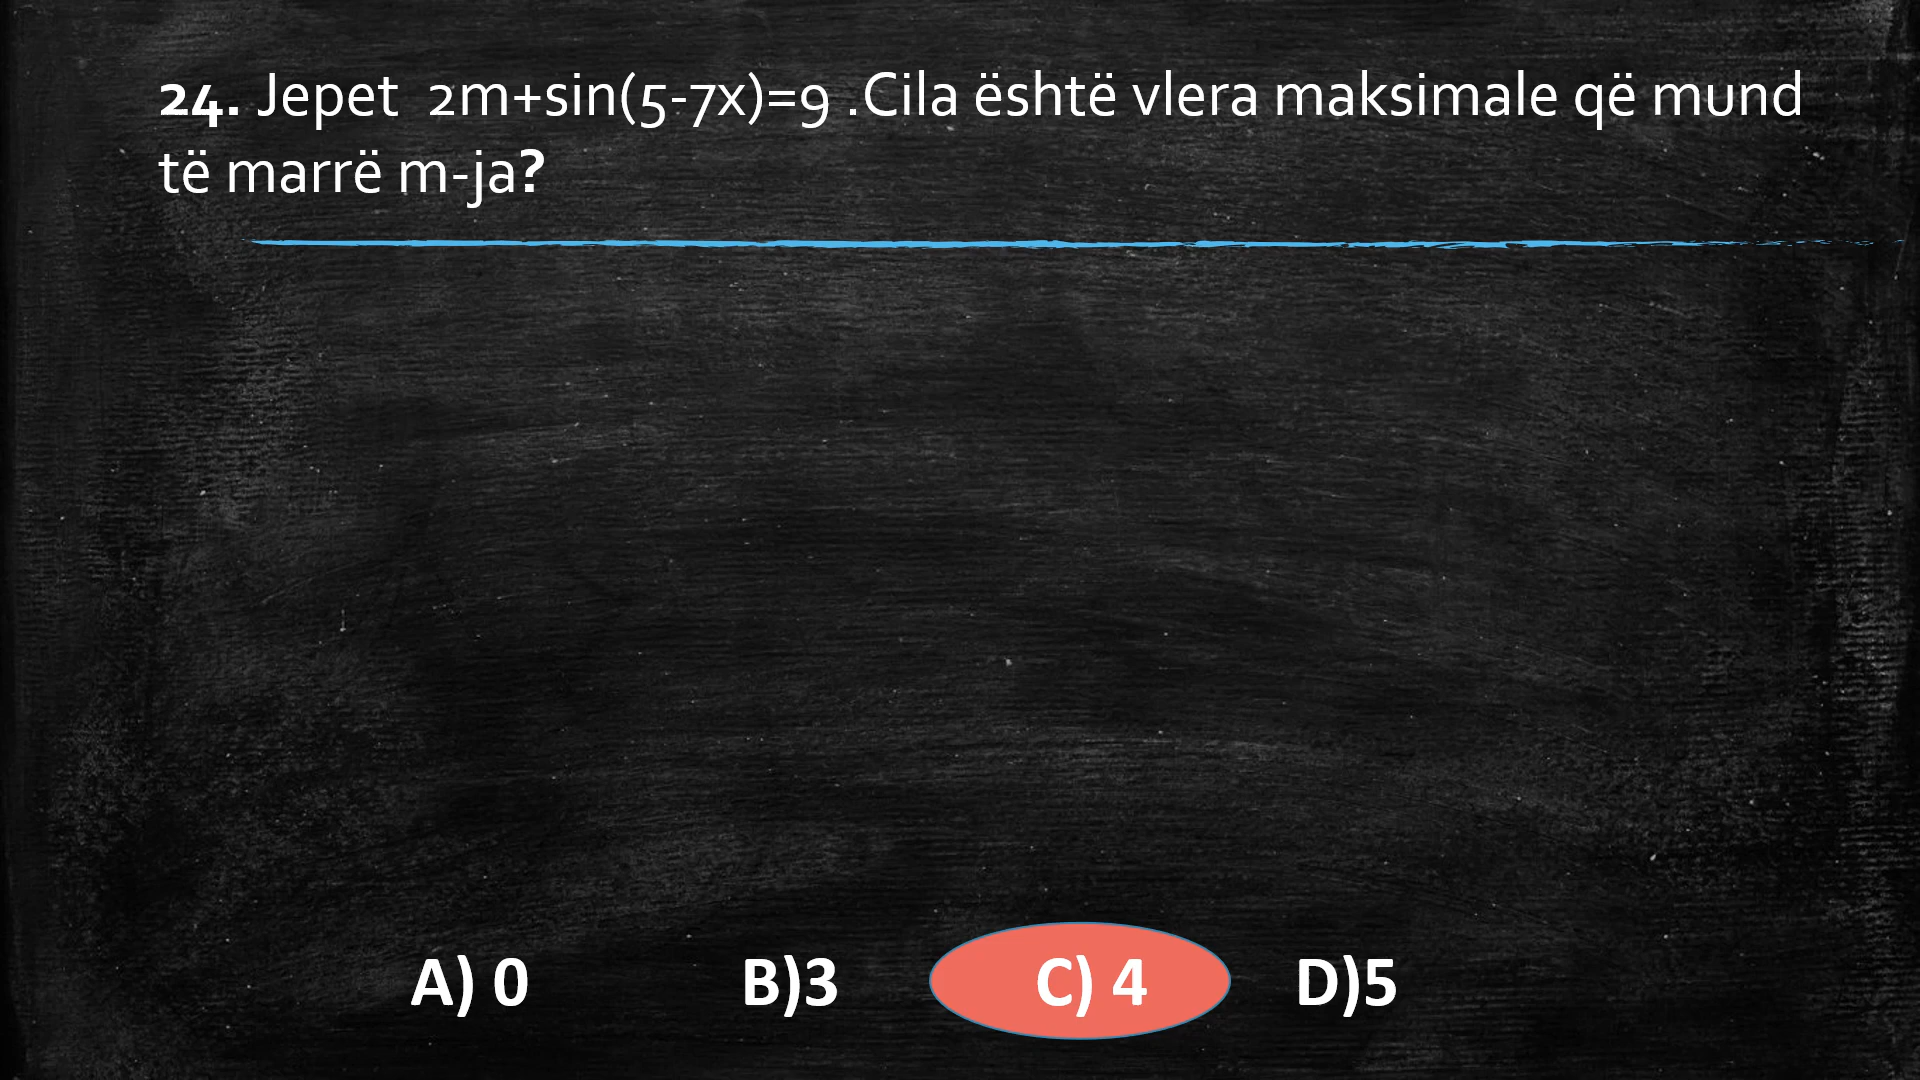 24. Jepet 2m+sin(5-7x)=9 .Cila është vlera maksimale që mund
të marrë m-ja?
A) 0 B)3 C) 4 D)5